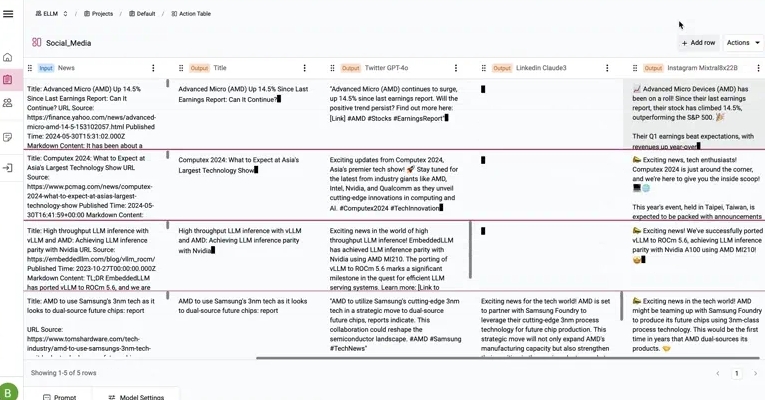 ELLM
Projects
Default
Action Table
Social_Media
+ Add row
Actions
Input News
Output Title
Output Twitter GPT-4o
Output LinkedIn Claude3
Output Instagram Mixtral8x22B
Title: Advanced Micro (AMD) Up 14.5%
Since Last Earnings Report: Can It
Continue? URL Source:
https://finance.yahoo.com/news/advanced-
micro-amd-14-5-153102057.html Published
Time: 2024-05-30T15:31:02.000Z
Markdown Content: It has been about a
Advanced Micro (AMD) Up 14.5% Since Last
Earnings Report: Can It Continue?
"Advanced Micro (AMD) continues to surge,
up 14.5% since last earnings report. Will the
positive trend persist? Find out more here:
[Link] #AMD #Stocks #EarningsReport"
📈 Advanced Micro Devices (AMD) has
been on a roll! Since their last earnings
report, their stock has climbed 14.5%,
outperforming the S&P 500. 🎉
Their Q1 earnings beat expectations, with
revenues up year-over
Title: Computex 2024: What to Expect at
Asia's Largest Technology Show URL
Source:
https://www.pcmag.com/news/computex-
2024-what-to-expect-at-asias-largest-
technology-show Published Time: 2024-05-
30T16:41:59+00:00 Markdown Content:
Computex 2024: What to Expect at Asia's
Largest Technology Show
Exciting updates from Computex 2024,
Asia's premier tech show! 🚀 Stay tuned for
the latest from industry giants like AMD,
Intel, Nvidia, and Qualcomm as they unveil
cutting-edge innovations in computing and
AI. #Computex2024 #TechInnovation
Exciting news, tech enthusiasts!
Computex 2024 is just around the corner,
and we're here to give you the inside scoop!
This year's event, held in Taipei, Taiwan, is
expected to be packed with announcements
Title: High throughput LLM inference with
vLLM and AMD: Achieving LLM inference
parity with Nvidia URL Source:
https://embeddedllm.com/blog/vllm_rocm/
Published Time: 2023-10-27T00:00:00.000Z
Markdown Content: TL;DR EmbeddedLLM
has ported vLLM to ROCm 5.6, and we are
High throughput LLM inference with vLLM
and AMD: Achieving LLM inference parity
with Nvidia
Exciting news in the world of high
throughput LLM inference! EmbeddedLLM
has achieved LLM inference parity with
Nvidia using AMD MI210. The porting of
vLLM to ROCm 5.6 marks a significant
milestone in the quest for efficient LLM
serving systems. Learn more: [Link to
Exciting news! We've successfully ported
vLLM to ROCm 5.6, achieving LLM inference
parity with Nvidia A100 using AMD MI210!
Title: AMD to use Samsung's 3nm tech as it
looks to dual-source future chips: report
URL Source:
https://www.tomshardware.com/tech-
industry/amd-to-use-samsungs-3nm-tech-
AMD to use Samsung's 3nm tech as it looks
to dual-source future chips: report
"AMD to utilize Samsung's cutting-edge 3nm
tech in a strategic move to dual-source
future chips, reports indicate. This
collaboration could reshape the
semiconductor landscape. #AMD #Samsung
#TechNews"
Exciting news for the tech world! AMD is set
to partner with Samsung Foundry to
leverage their cutting-edge 3nm process
technology for future chip production. This
strategic move will not only expand AMD's
manufacturing capacity but also strengthen
Exciting news in the tech world! AMD
might be teaming up with Samsung Foundry
to produce its future chips using 3nm-class
process technology. This would be the first
time in years that AMD dual-sources its
products. 🤝
Showing 1-5 of 5 rows
1
B
Prompt
Model Settings